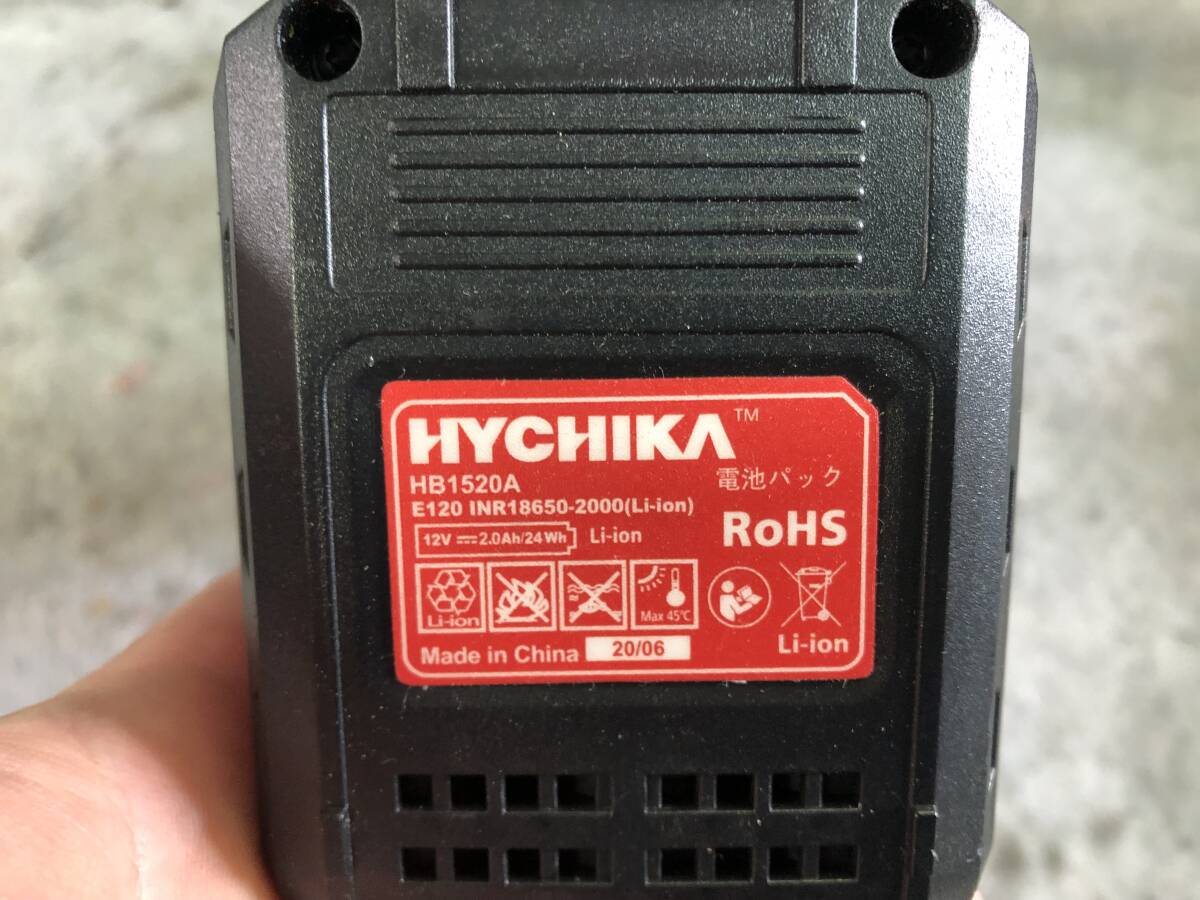 HYCHIKA™
HB1520A 電池パック
E120 INR18650-2000(Li-ion)
12V ⎓ 2.0Ah/24Wh Li-ion RoHS
Li-ion Max 45℃
Made in China 20/06 Li-ion